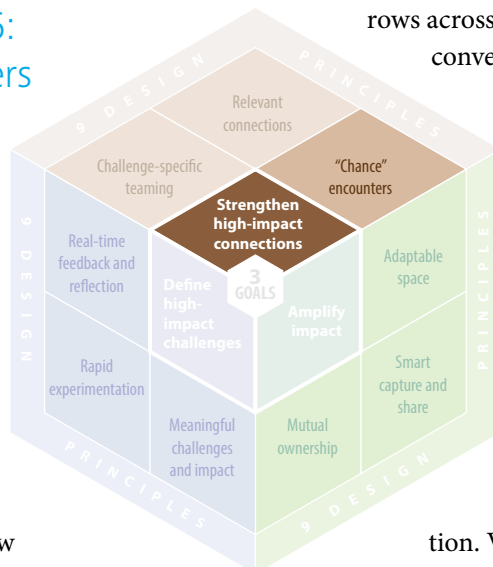 5:
ers
rows across
conve
9 DESIGN
PRINCIPLES
Relevant
connections
Challenge-specific
teaming
“Chance”
encounters
Strengthen
high-impact
connections
3
GOALS
Define
high-
impact
challenges
Amplify
impact
Real-time
feedback and
reflection
Rapid
experimentation
Meaningful
challenges
and impact
Adaptable
space
Smart
capture and
share
Mutual
ownership
9 DESIGN
PRINCIPLES
9 DESIGN
PRINCIPLES
w
tion. V